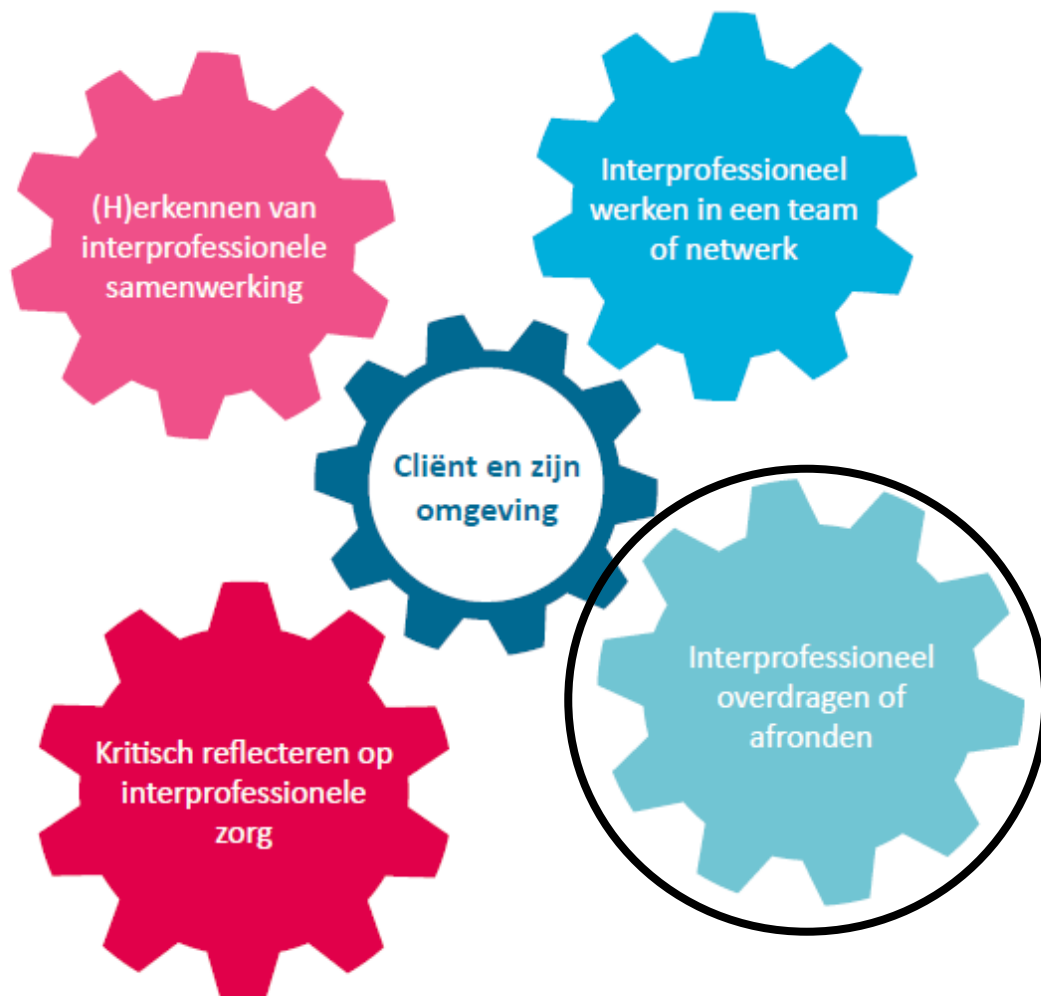 (H)erkennen van
interprofessionele
samenwerking
Interprofessioneel
werken in een team
of netwerk
Cliënt en zijn
omgeving
Interprofessioneel
overdragen of
afronden
Kritisch reflecteren op
interprofessionele
zorg